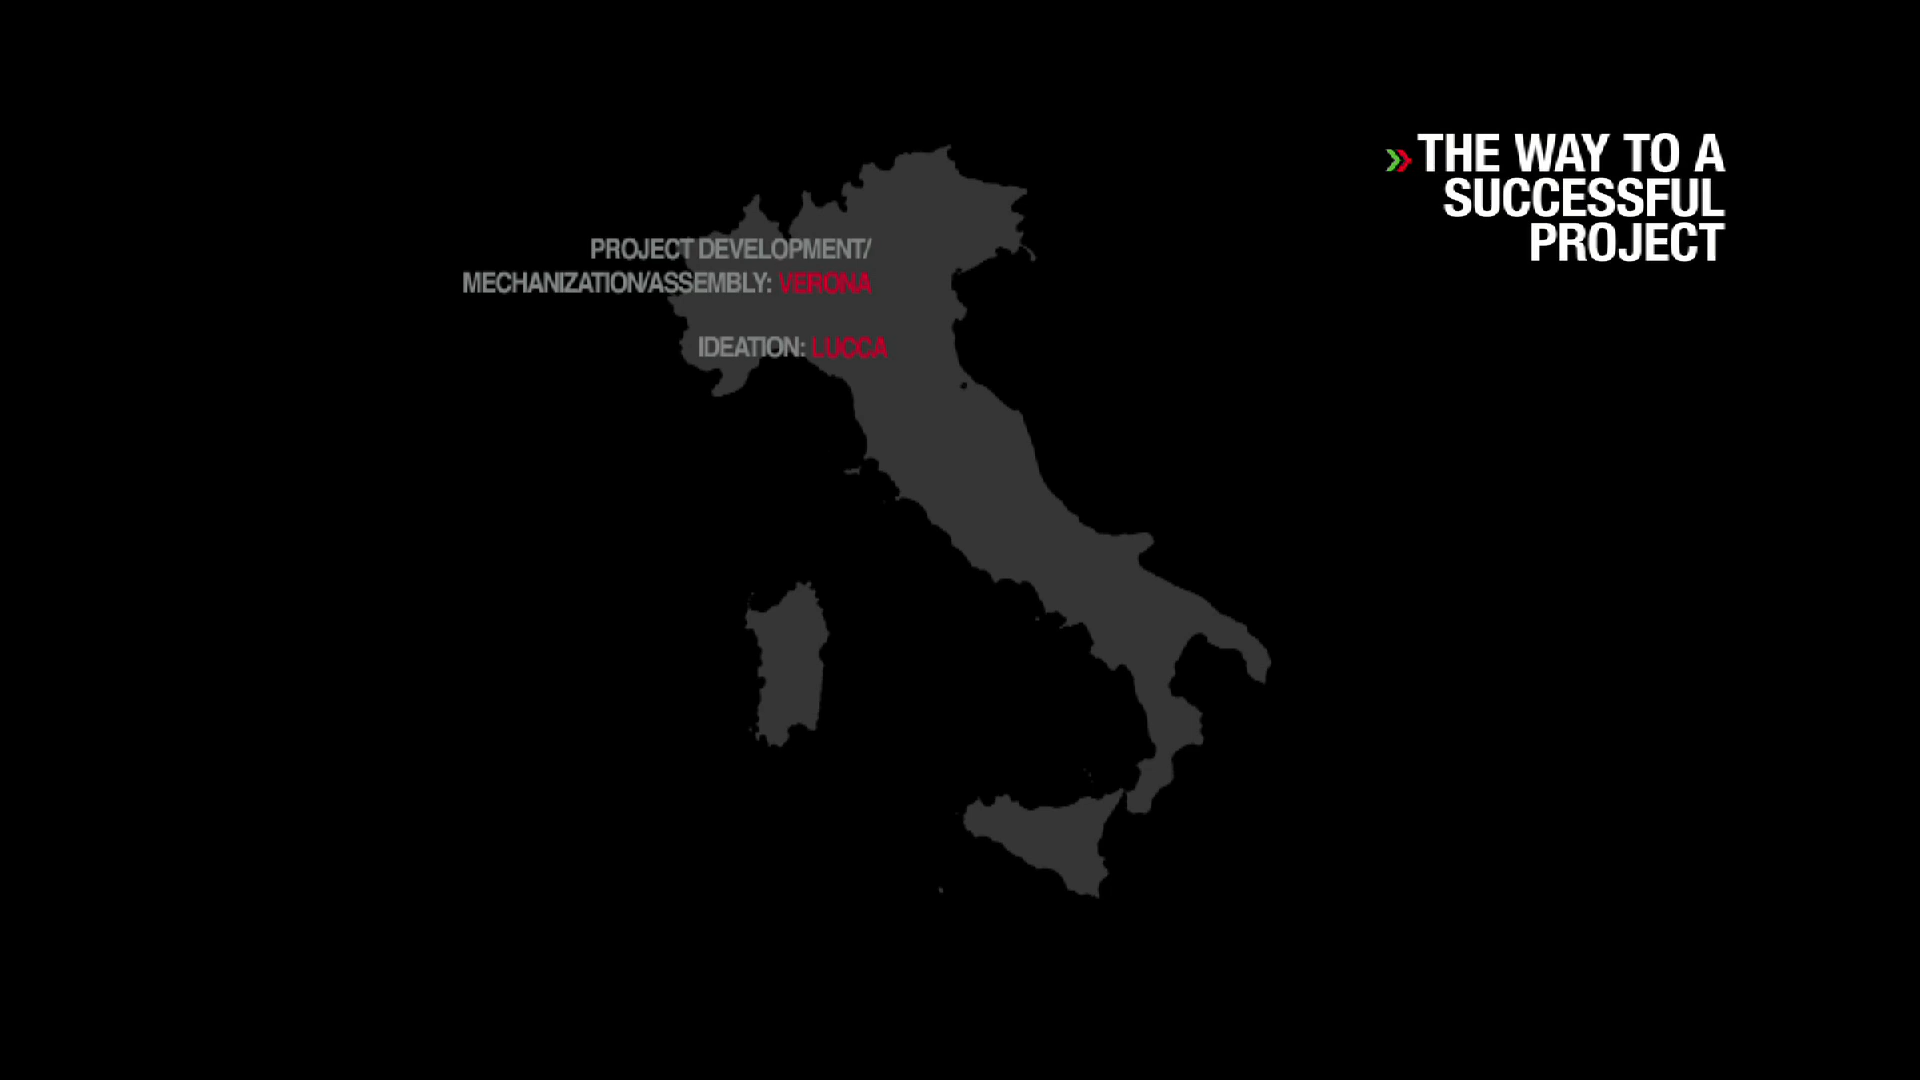 THE WAY TO A
SUCCESSFUL
PROJECT
PROJECT DEVELOPMENT/
MECHANIZATION/ASSEMBLY: VERONA
IDEATION: LUCCA